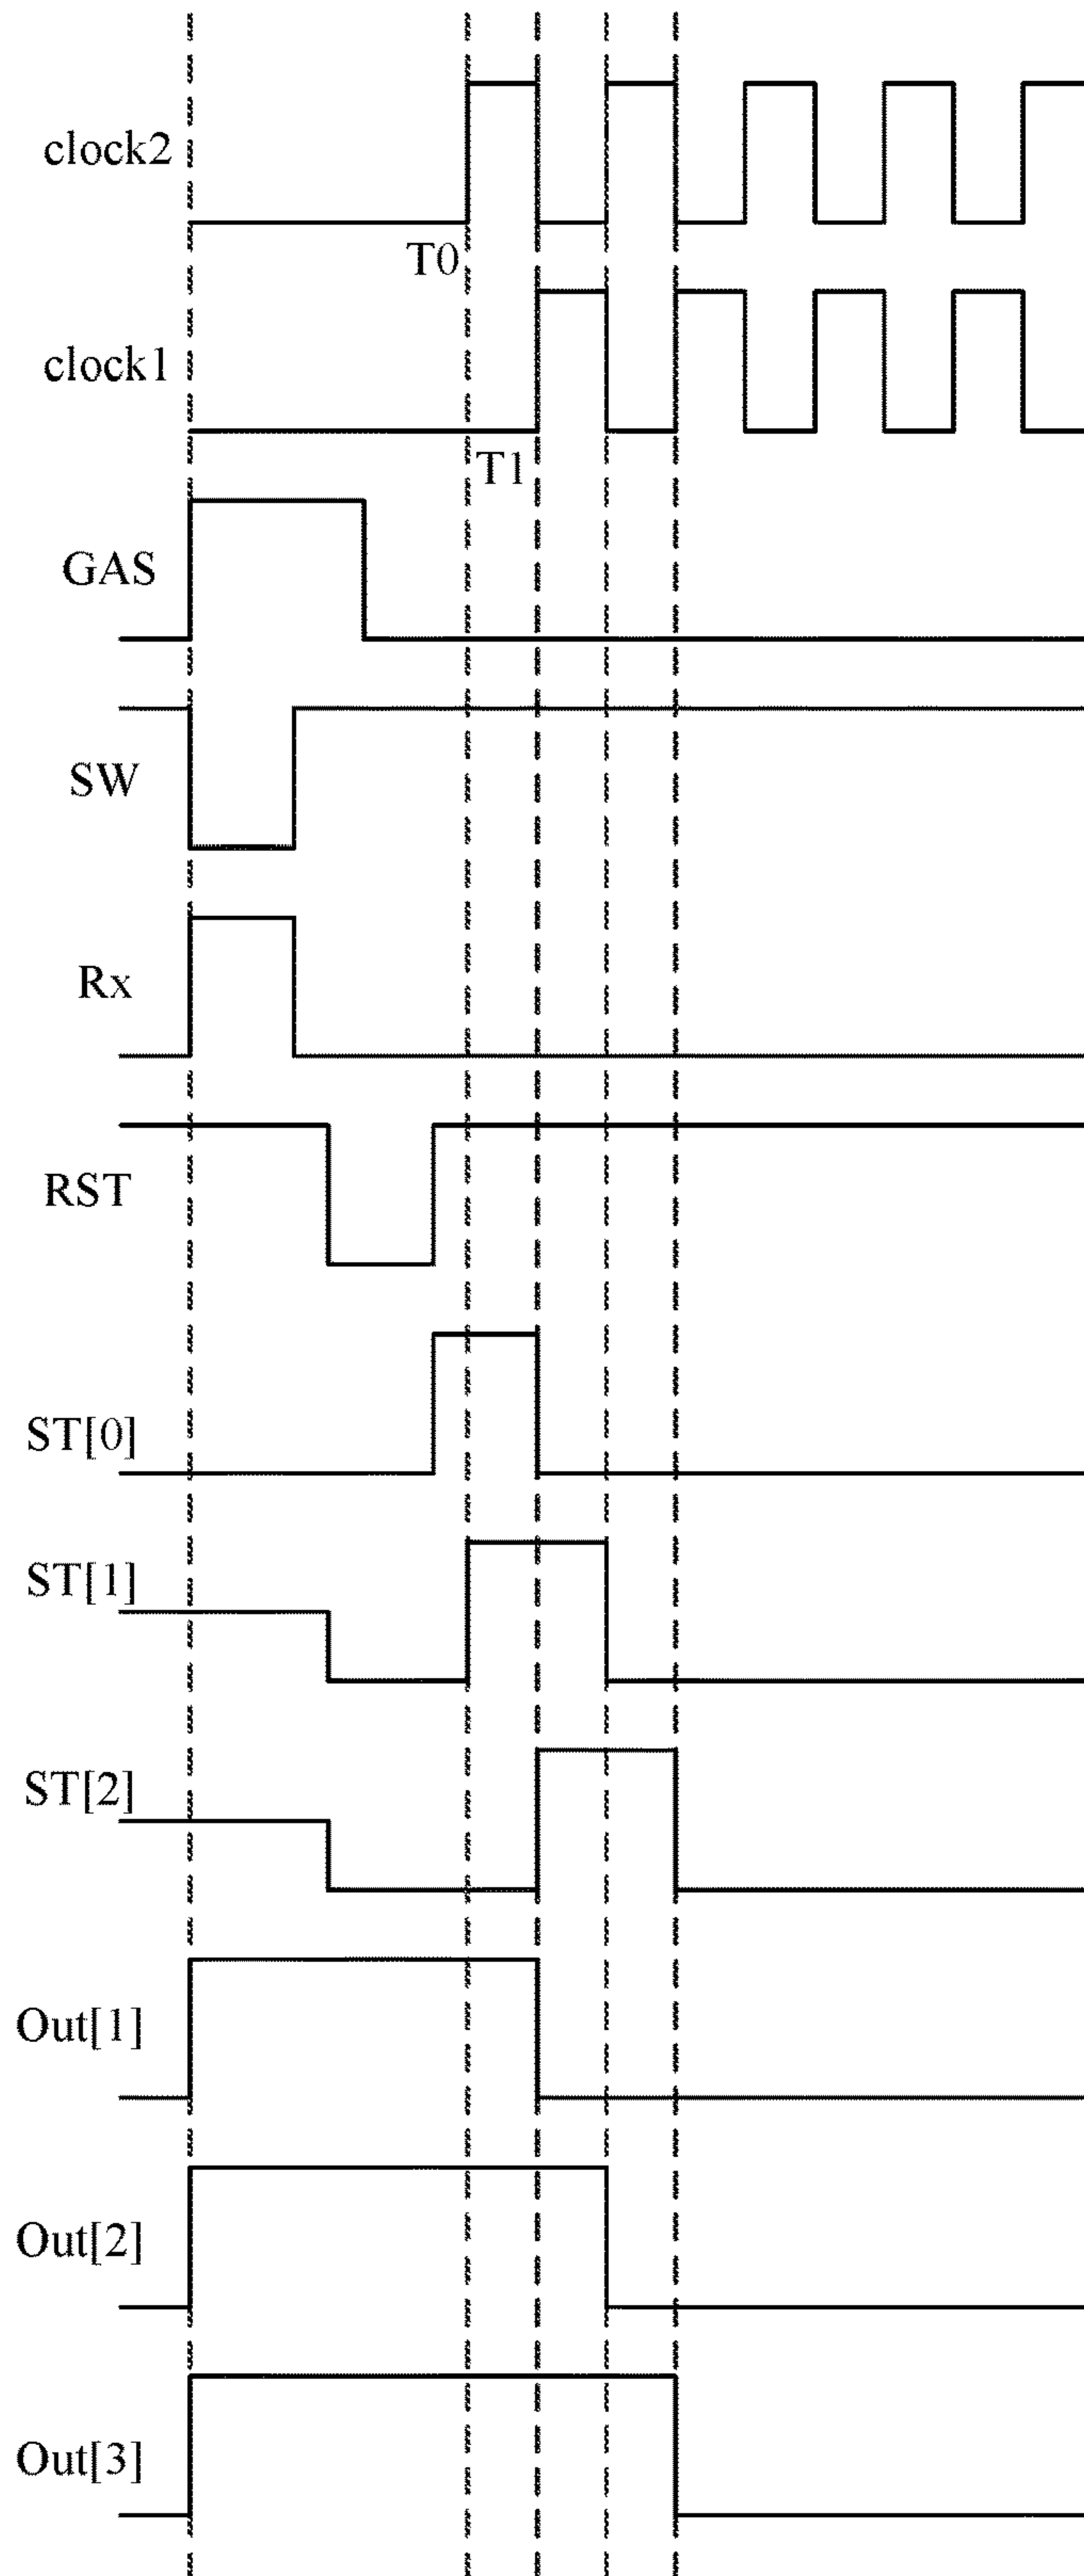 clock2
T0
clock1
T1
GAS
SW
Rx
RST
ST[0]
ST[1]
ST[2]
Out[1]
Out[2]
Out[3]